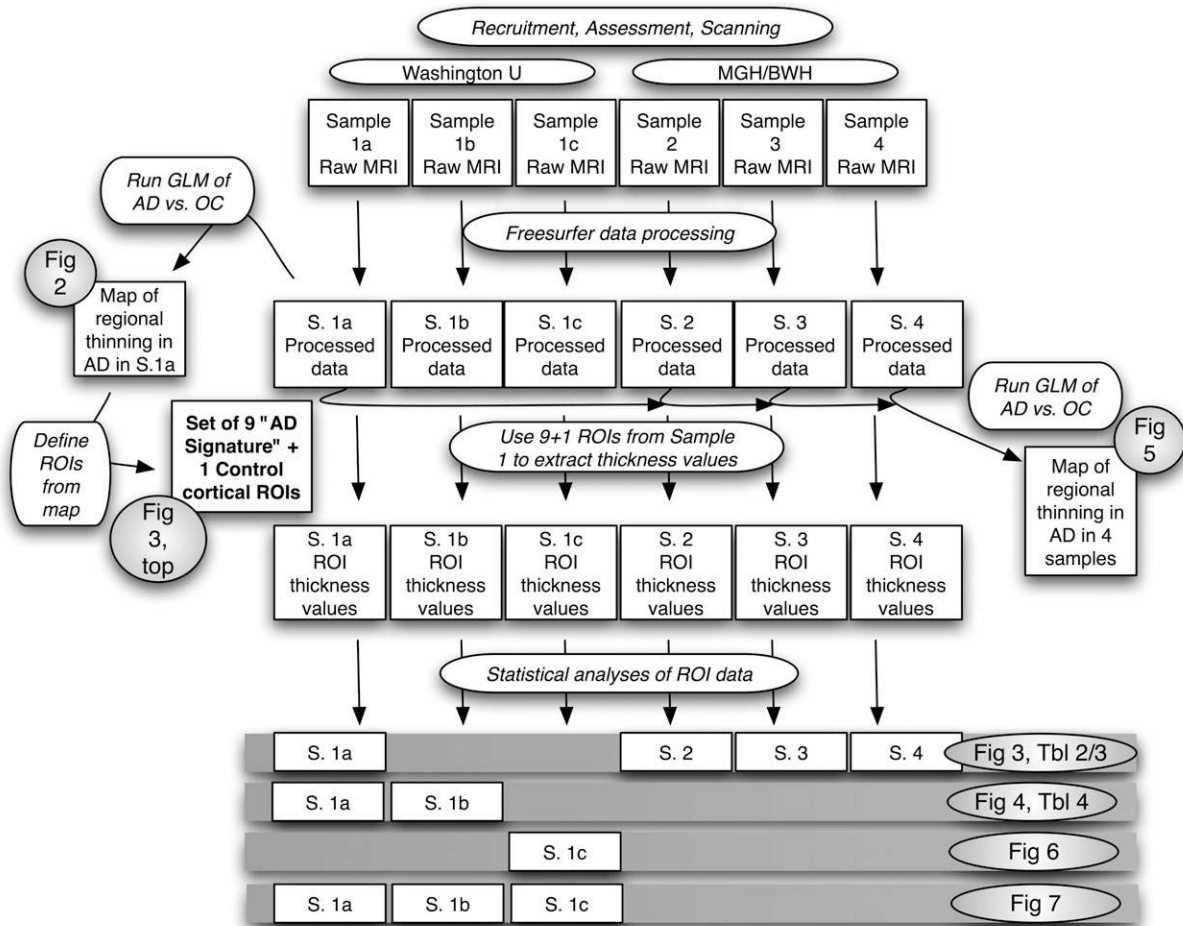 Recruitment, Assessment, Scanning
Washington U
MGH/BWH
Sample
1a
Raw MRI
Sample
1b
Raw MRI
Sample
1c
Raw MRI
Sample
2
Raw MRI
Sample
3
Raw MRI
Sample
4
Raw MRI
Run GLM of
AD vs. OC
Freesurfer data processing
Fig
2
Map of
regional
thinning
in AD in S.1a
S. 1a
Processed
data
S. 1b
Processed
data
S. 1c
Processed
data
S. 2
Processed
data
S. 3
Processed
data
S. 4
Processed
data
Run GLM of
AD vs. OC
Fig
5
Define
ROIs
from
map
Set of 9 "AD
Signature" +
1 Control
cortical ROIs
Fig
3,
top
Use 9+1 ROIs from Sample
1 to extract thickness values
Map of
regional
thinning in
AD in 4
samples
S. 1a
ROI
thickness
values
S. 1b
ROI
thickness
values
S. 1c
ROI
thickness
values
S. 2
ROI
thickness
values
S. 3
ROI
thickness
values
S. 4
ROI
thickness
values
Statistical analyses of ROI data
S. 1a
S. 2
S. 3
S. 4
Fig 3, Tbl 2/3
S. 1a
S. 1b
Fig 4, Tbl 4
S. 1c
Fig 6
S. 1a
S. 1b
S. 1c
Fig 7